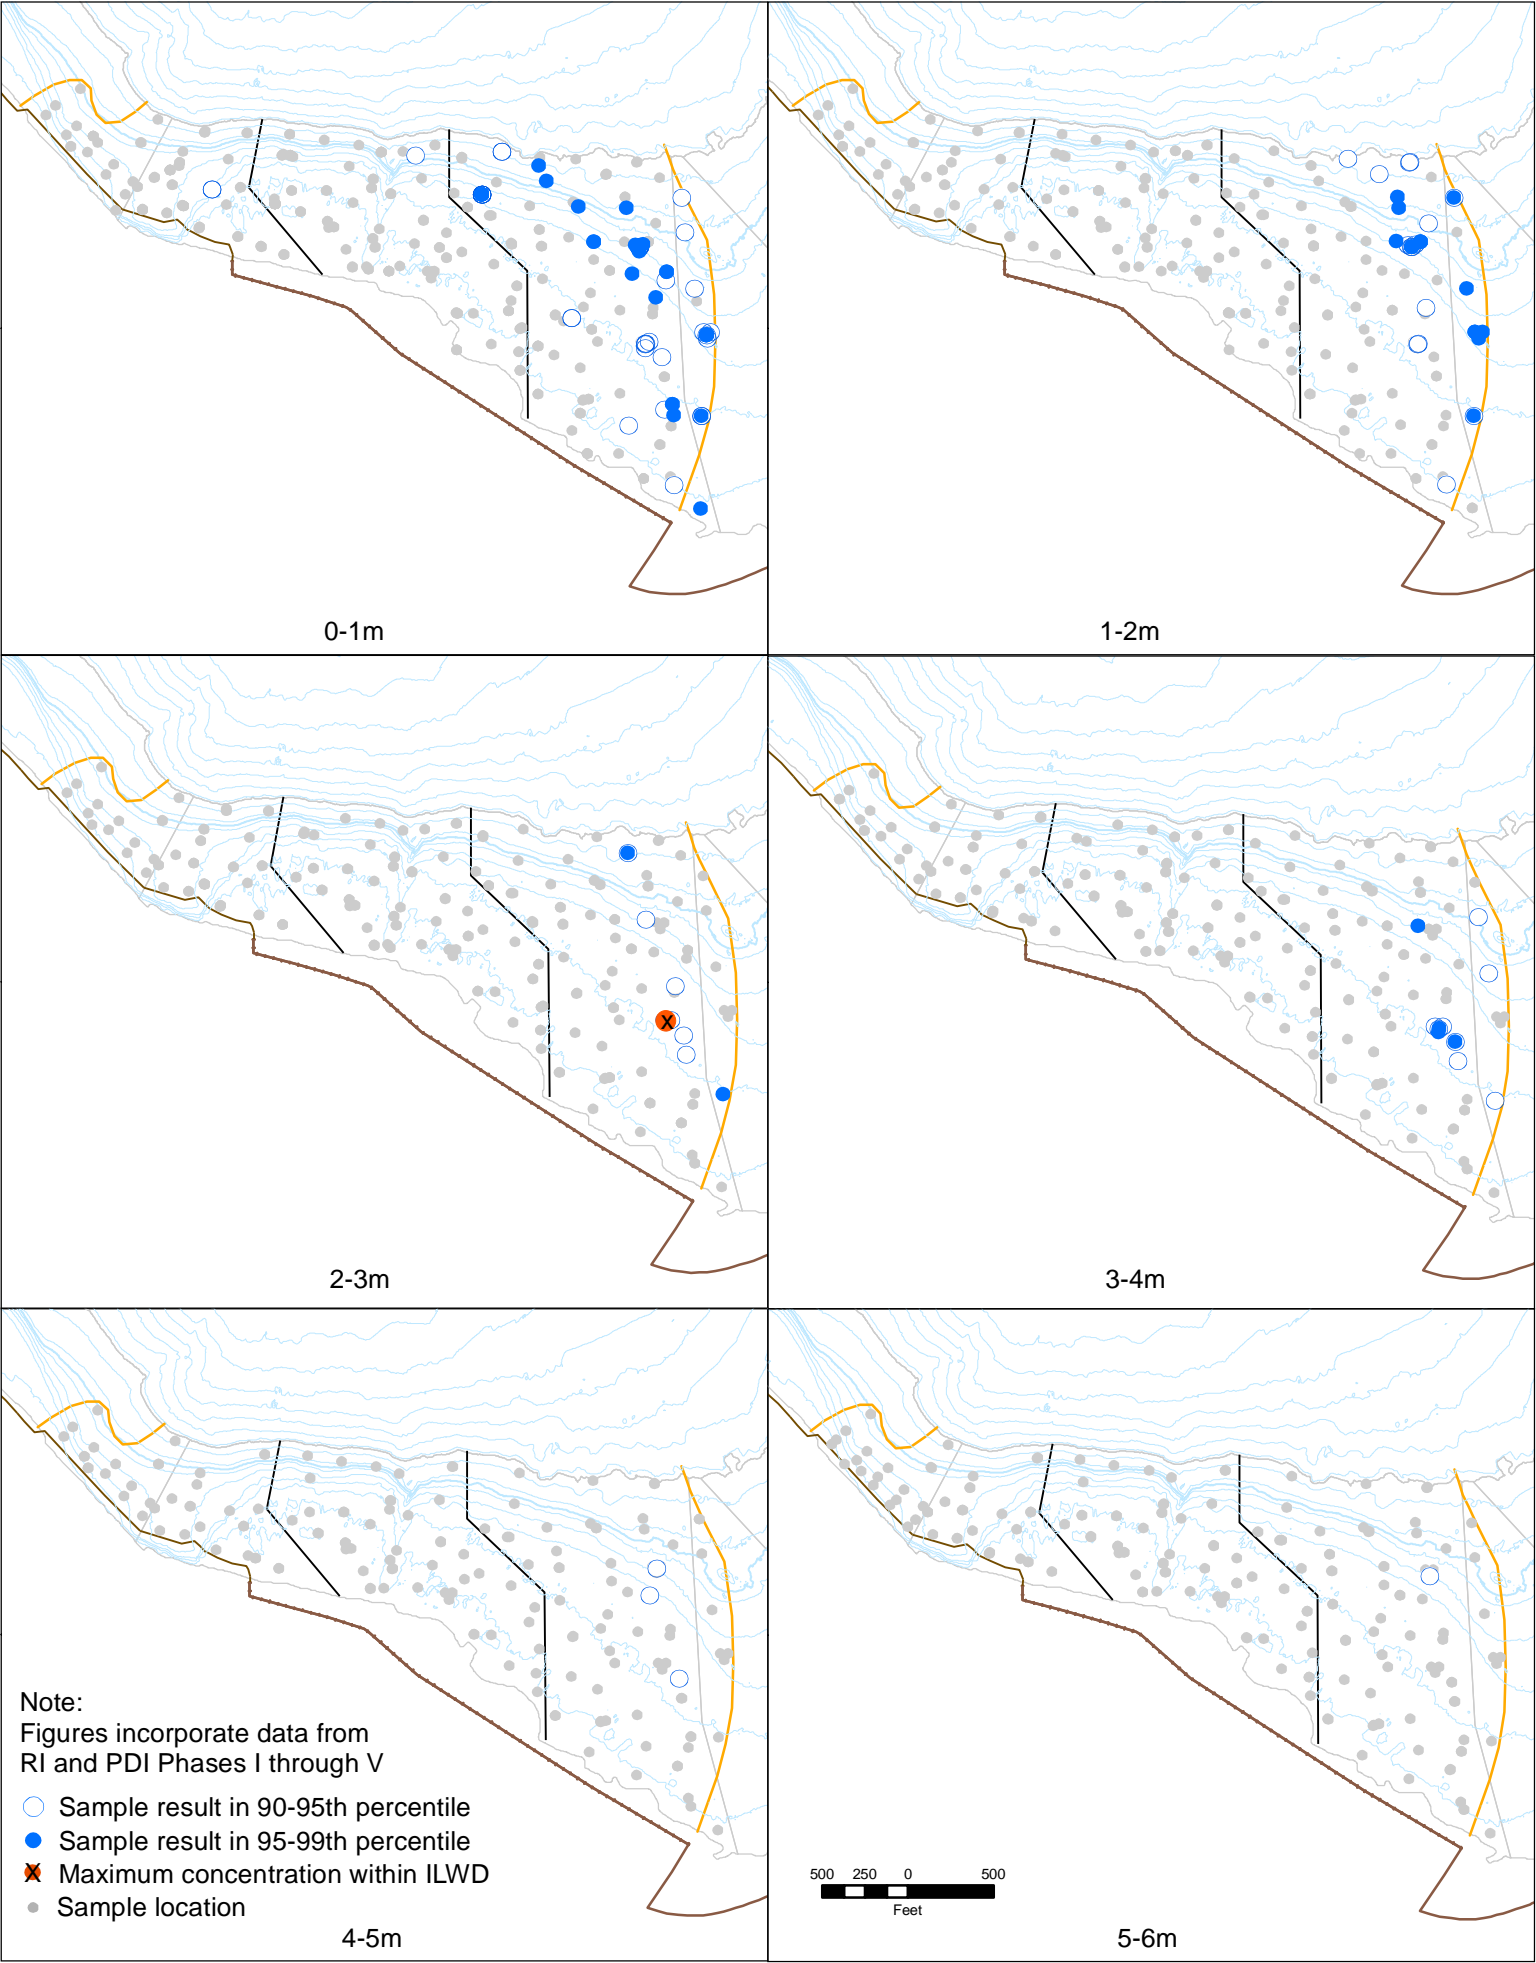 0-1m
1-2m
2-3m
X
3-4m
Note:
Figures incorporate data from
RI and PDI Phases I through V
Sample result in 90-95th percentile
Sample result in 95-99th percentile
X Maximum concentration within ILWD
Sample location
4-5m
500 250 0 500
Feet
5-6m